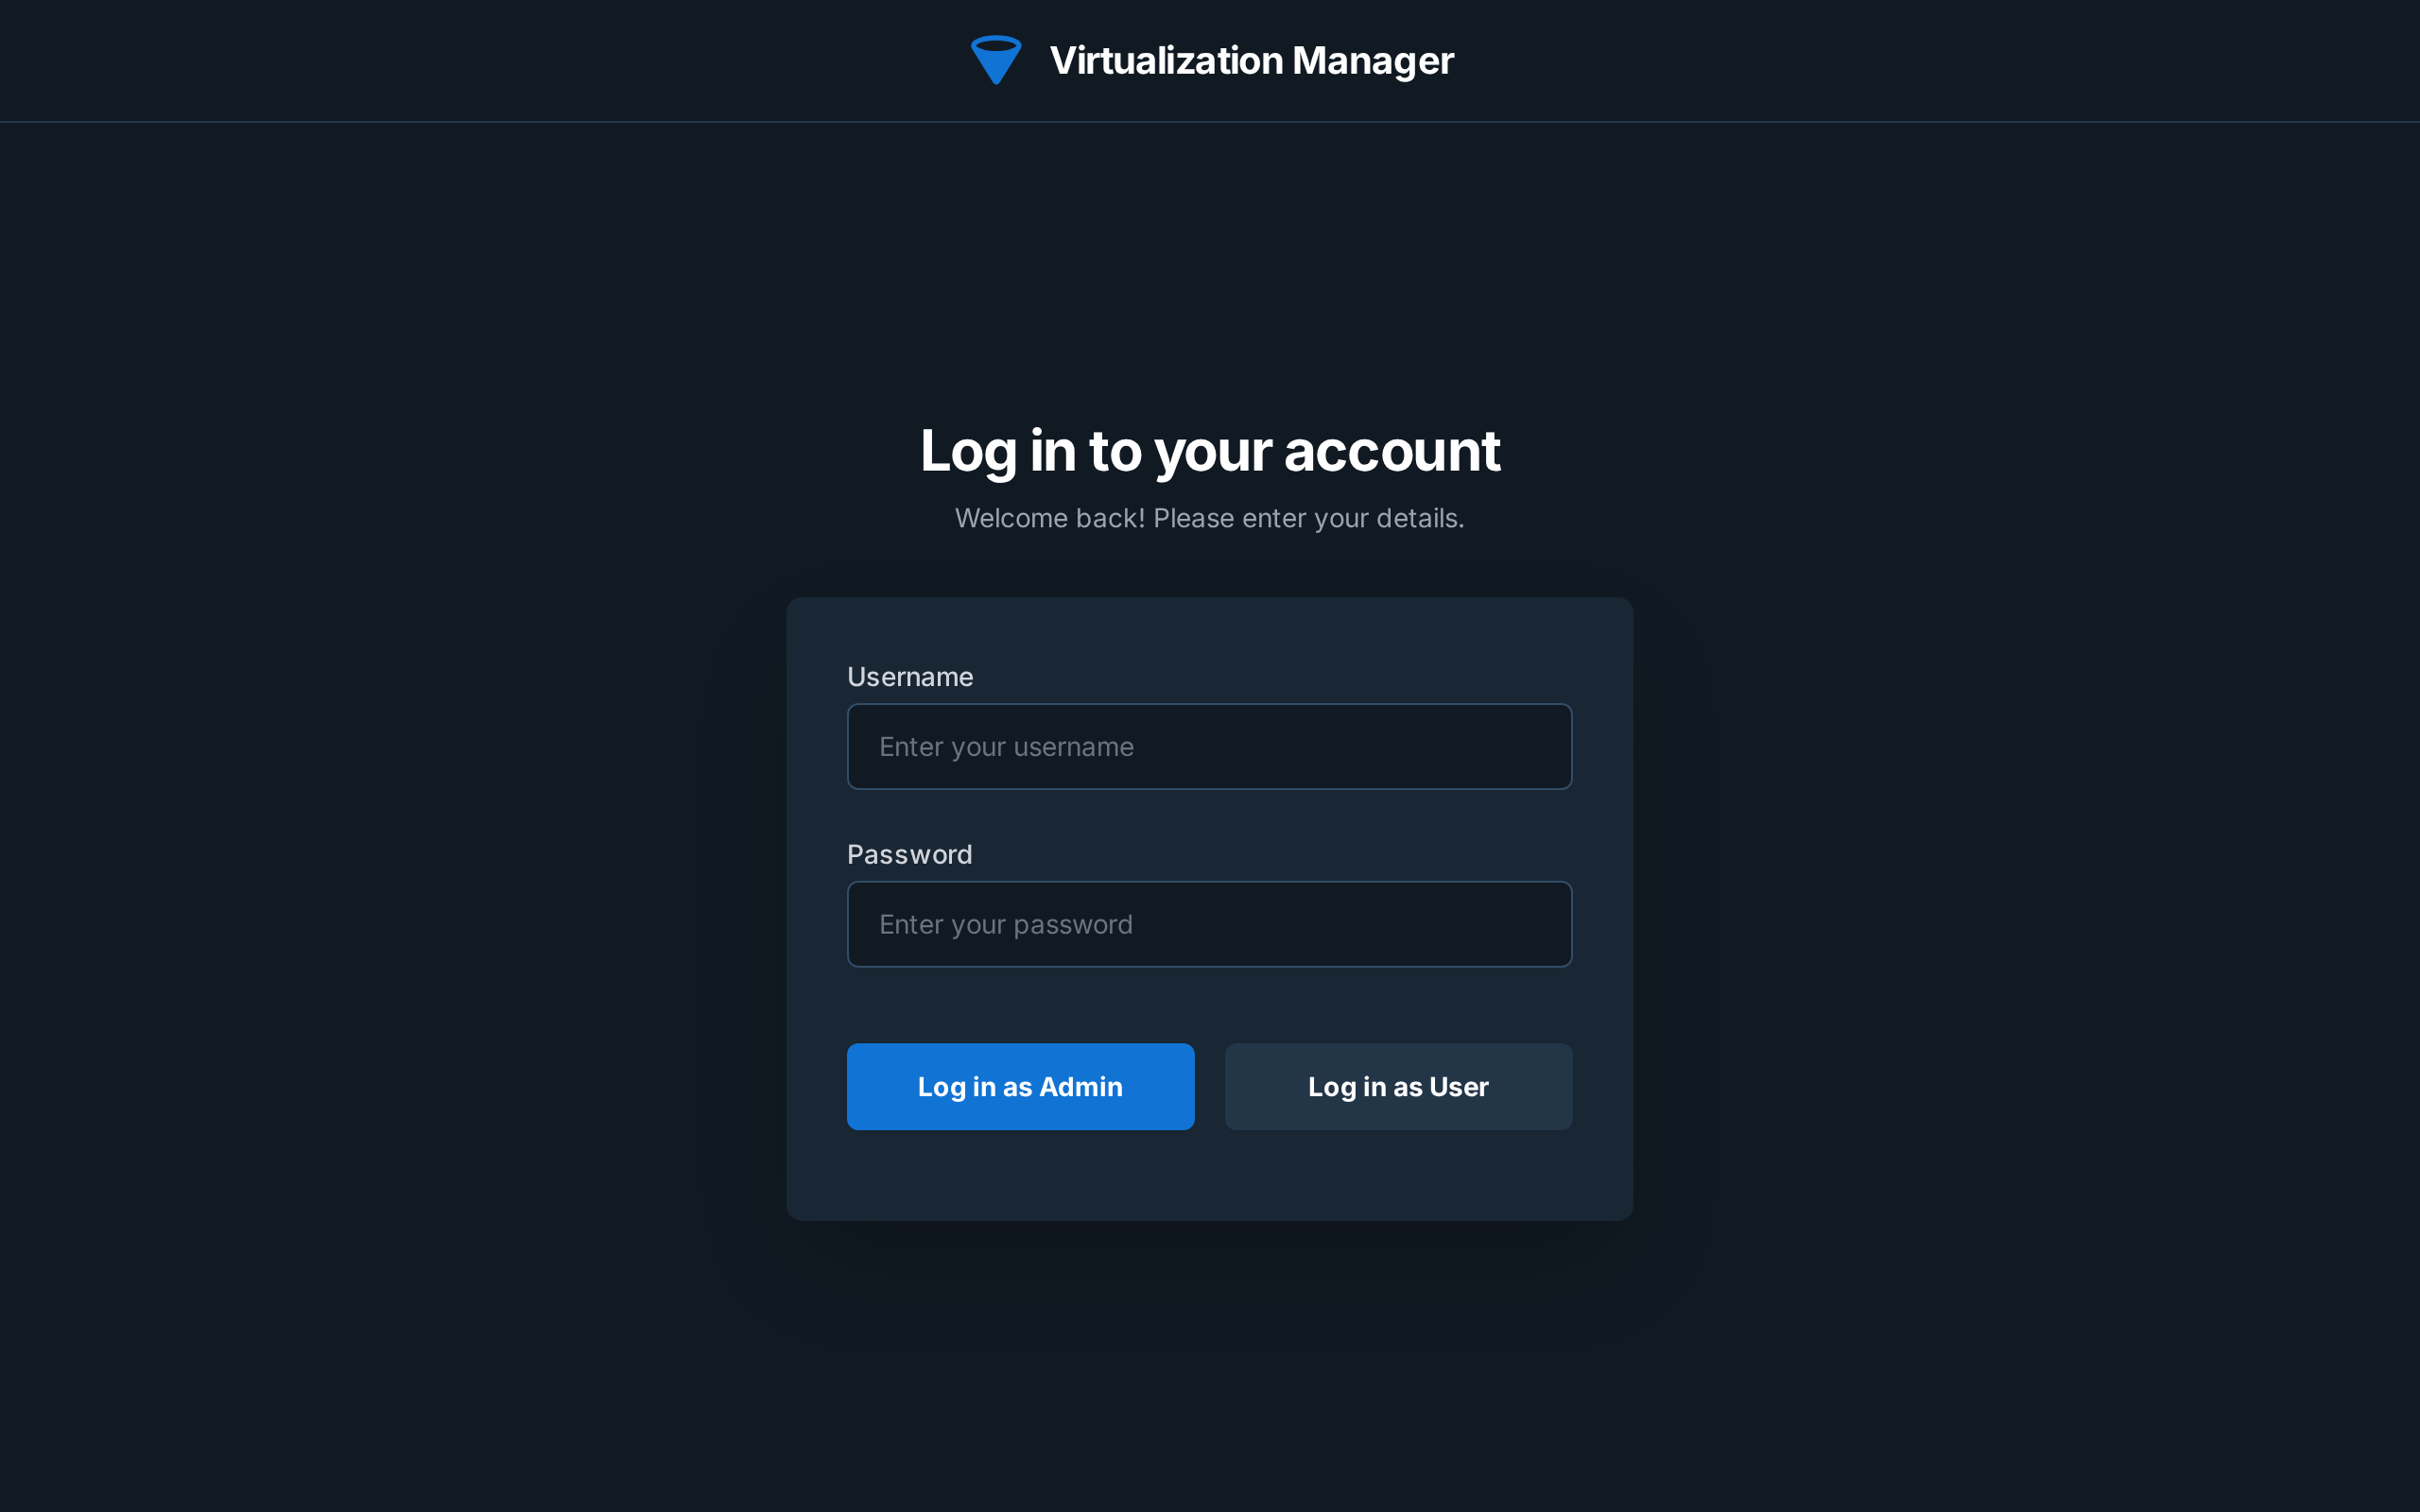 Virtualization Manager
Log in to your account
Welcome back! Please enter your details.
Username
Enter your username
Password
Enter your password
Log in as Admin
Log in as User